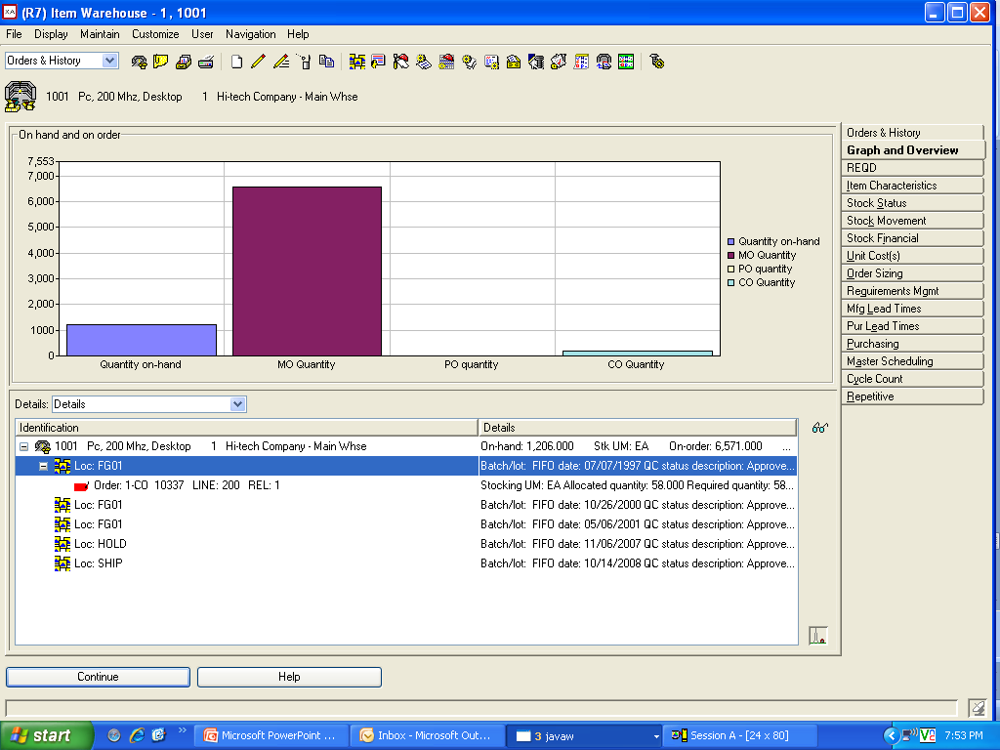 (R7) Item Warehouse - 1 , 1001
File Display Maintain Customize User Navigation Help
Orders & History
1001 Pc, 200 Mhz, Desktop 1 Hi-tech Company - Main Whse
On hand and on order
7,553
7,000
6,000
5,000
4,000
3,000
2,000
1000
0
Quantity on-hand MO Quantity PO quantity CO Quantity
Quantity on-hand
MO Quantity
PO quantity
CO Quantity
Orders & History
Graph and Overview
REQD
Item Characteristics
Stock Status
Stock Movement
Stock Financial
Unit Cost(s)
Order Sizing
Requirements Mgmt
Mfg Lead Times
Pur Lead Times
Purchasing
Master Scheduling
Cycle Count
Repetitive
Details: Details
Identification Details
1001 Pc, 200 Mhz, Desktop 1 Hi-tech Company - Main Whse On-hand: 1,206.000 Stk UM: EA On-order: 6,571.000 ...
Loc: FG01 Batch/lot: FIFO date: 07/07/1997 QC status description: Approve...
Order: 1-CO 10337 LINE: 200 REL: 1 Stocking UM: EA Allocated quantity: 58.000 Required quantity: 58...
Loc: FG01 Batch/lot: FIFO date: 10/26/2000 QC status description: Approve...
Loc: FG01 Batch/lot: FIFO date: 05/06/2001 QC status description: Approve...
Loc: HOLD Batch/lot: FIFO date: 11/06/2007 QC status description: Approve...
Loc: SHIP Batch/lot: FIFO date: 10/14/2008 QC status description: Approve...
Continue Help
start Microsoft PowerPoint ... Inbox - Microsoft Out... 3 javaw Session A - [24 x 80] 7:53 PM